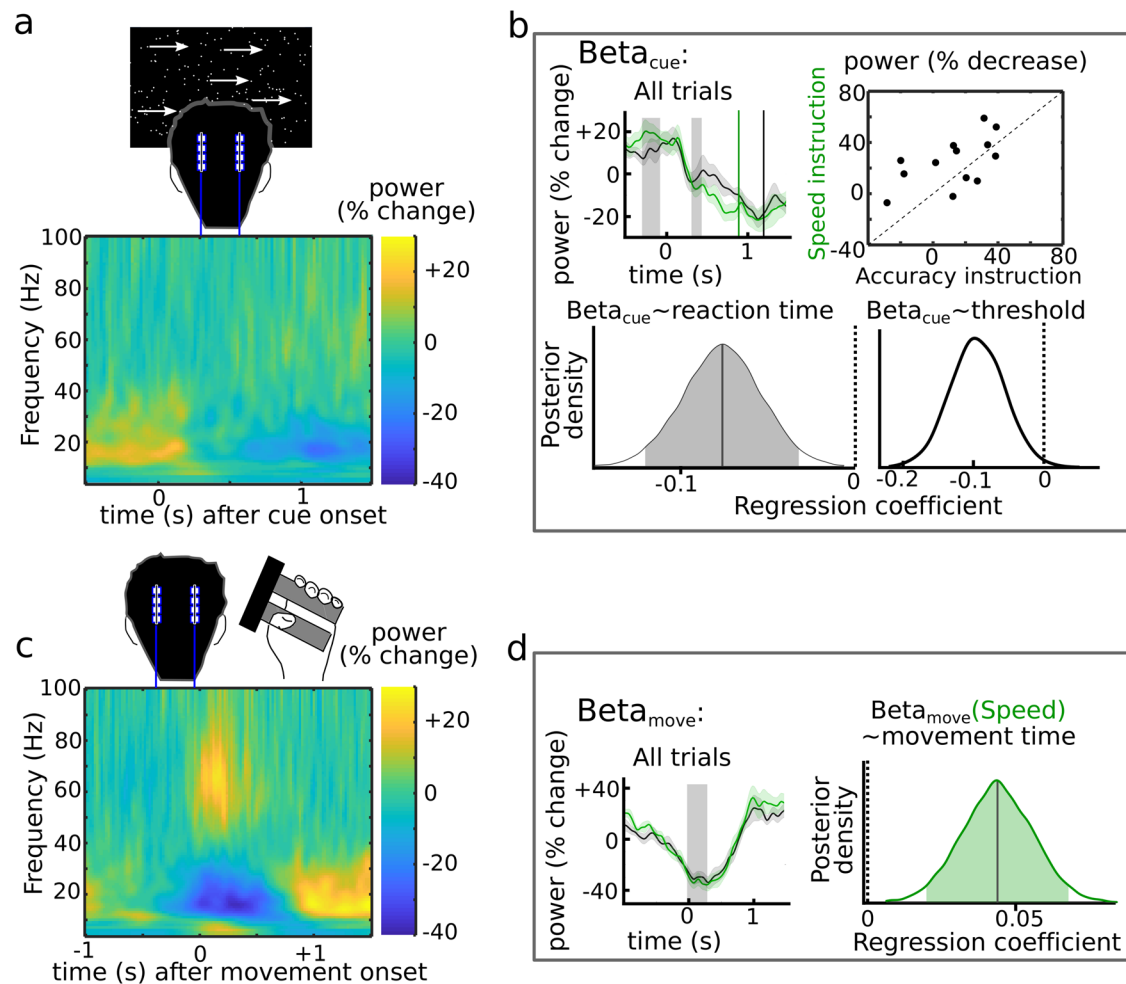 a
power
(% change)
100
80
60
40
20
Frequency (Hz)
+20
0
-20
-40
0
1
time (s) after cue onset
b
Betacue:
All trials
power (% change)
+20
0
-20
0
1
time (s)
power (% decrease)
Speed instruction
80
40
0
-40
0
40
80
Accuracy instruction
Betacue~reaction time
Posterior
density
-0.1
0
Betacue~threshold
-0.2
-0.1
0
Regression coefficient
c
power
(% change)
100
80
60
40
20
Frequency (Hz)
+20
0
-20
-40
-1
0
+1
time (s) after movement onset
d
Betamove:
All trials
power (% change)
+40
0
-40
0
1
time (s)
Betamove(Speed)
~movement time
Posterior
density
0
0.05
Regression coefficient